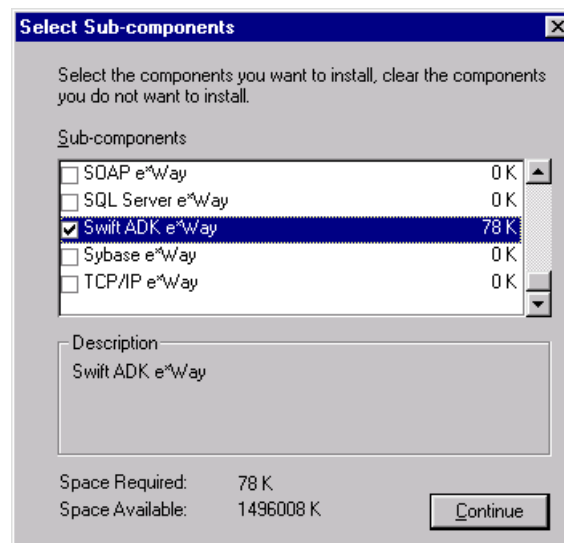 Select Sub-components
Select the components you want to install, clear the components
you do not want to install.
Sub-components
SOAP e*Way 0 K
SQL Server e*Way 0 K
Swift ADK e*Way 78 K
Sybase e*Way 0 K
TCP/IP e*Way 0 K
Description
Swift ADK e*Way
Space Required: 78 K
Space Available: 1496008 K
Continue